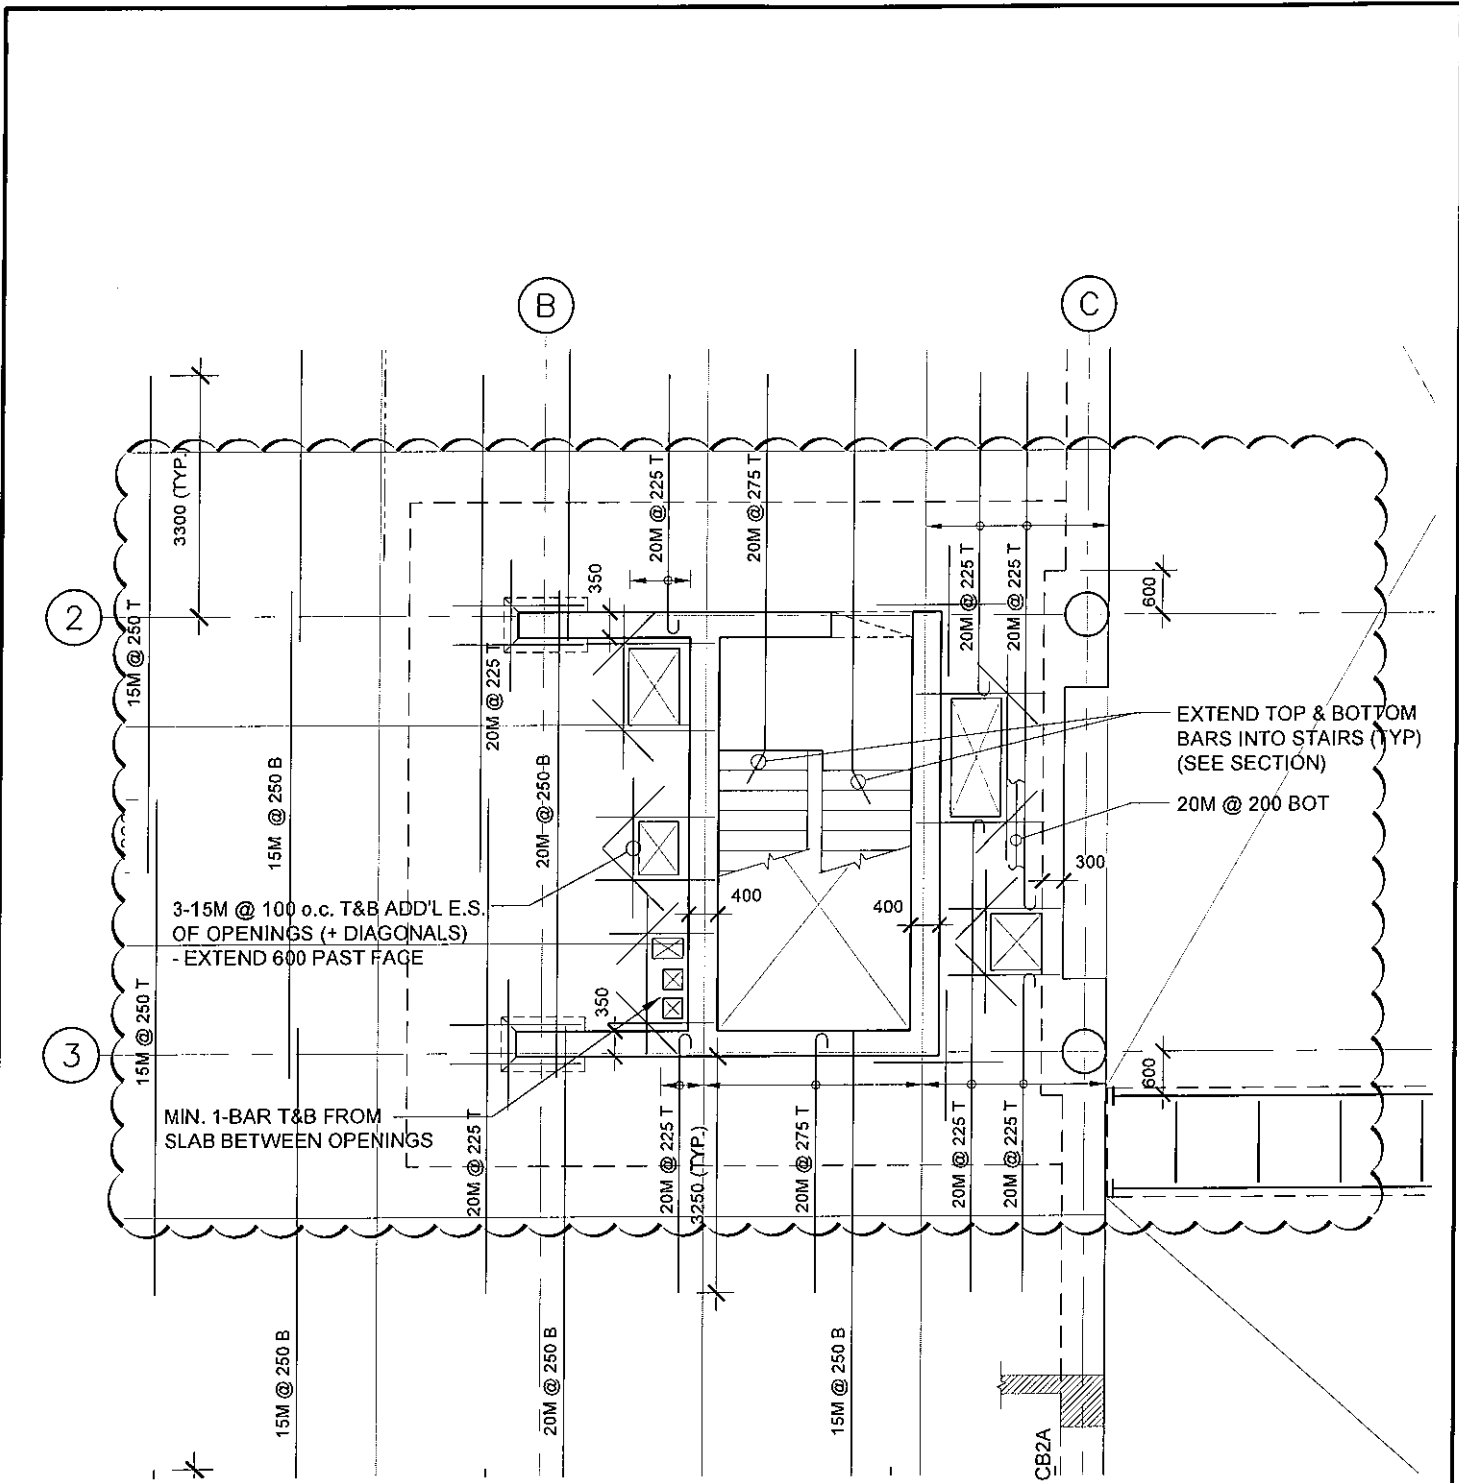 B
C
3300 (TYP.)
20M @ 225 T
20M @ 275 T
350
20M @ 225 T
20M @ 225 T
600
2
15M @ 250 T
20M @ 225 T
EXTEND TOP & BOTTOM
BARS INTO STAIRS (TYP)
(SEE SECTION)
15M @ 250 B
20M @ 250 B
20M @ 200 BOT
300
3-15M @ 100 o.c. T&B ADD'L E.S.
OF OPENINGS (+ DIAGONALS)
- EXTEND 600 PAST FACE
400
400
15M @ 250 T
350
3
600
MIN. 1-BAR T&B FROM
SLAB BETWEEN OPENINGS
20M @ 225 T
20M @ 225 T
3250 (TYP.)
20M @ 275 T
20M @ 225 T
20M @ 225 T
15M @ 250 B
20M @ 250 B
15M @ 250 B
CB2A